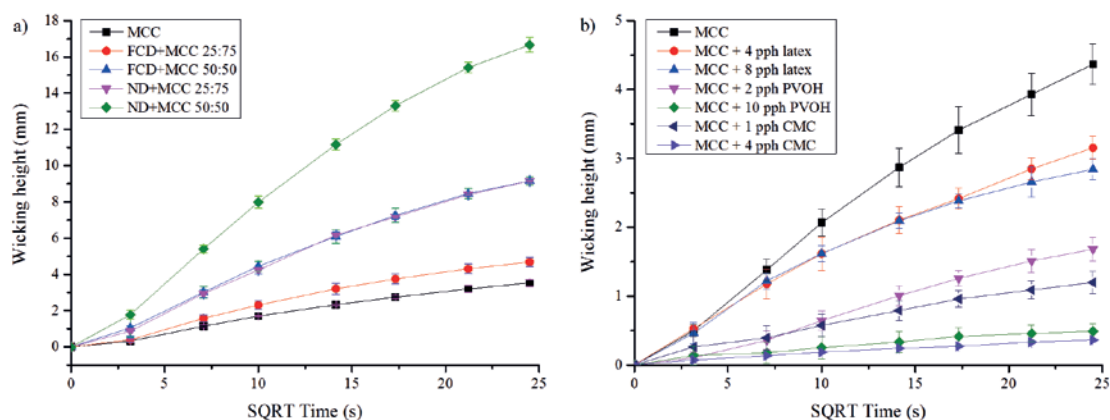 a)
MCC
FCD+MCC 25:75
FCD+MCC 50:50
ND+MCC 25:75
ND+MCC 50:50
Wicking height (mm)
18
16
14
12
10
8
6
4
2
0
0
5
10
15
20
25
SQRT Time (s)
b)
MCC
MCC + 4 pph latex
MCC + 8 pph latex
MCC + 2 pph PVOH
MCC + 10 pph PVOH
MCC + 1 pph CMC
MCC + 4 pph CMC
Wicking height (mm)
5
4
3
2
1
0
0
5
10
15
20
25
SQRT Time (s)